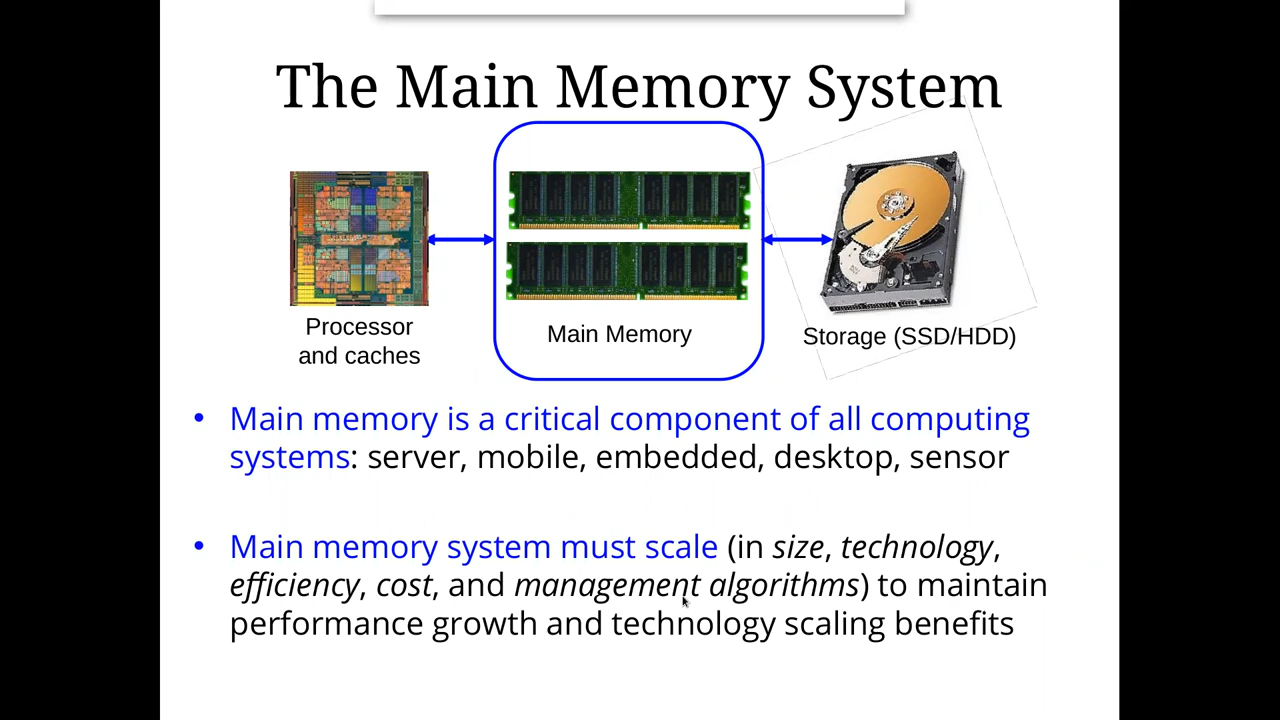 The Main Memory System
Processor
and caches
Main Memory
Storage (SSD/HDD)
• Main memory is a critical component of all computing
systems: server, mobile, embedded, desktop, sensor
• Main memory system must scale (in size, technology,
efficiency, cost, and management algorithms) to maintain
performance growth and technology scaling benefits